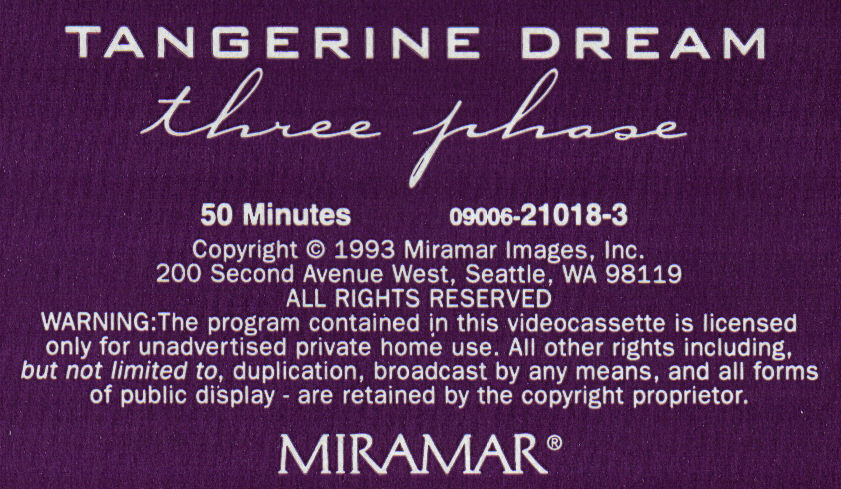 TANGERINE DREAM
three phase
50 Minutes 09006-21018-3
Copyright © 1993 Miramar Images, Inc.
200 Second Avenue West, Seattle, WA 98119
ALL RIGHTS RESERVED
WARNING:The program contained in this videocassette is licensed
only for unadvertised private home use. All other rights including,
but not limited to, duplication, broadcast by any means, and all forms
of public display - are retained by the copyright proprietor.
MIRAMAR®